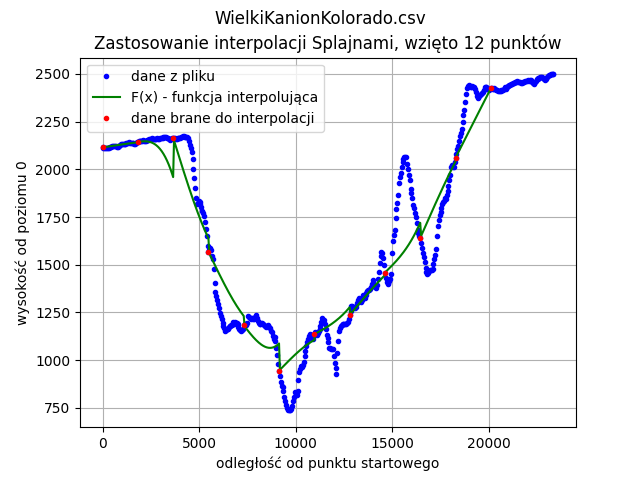 WielkiKanionKolorado.csv
Zastosowanie interpolacji Splajnami, wzięto 12 punktów
dane z pliku
F(x) - funkcja interpolująca
dane brane do interpolacji
wysokość od poziomu 0
2500
2250
2000
1750
1500
1250
1000
750
0 5000 10000 15000 20000
odległość od punktu startowego